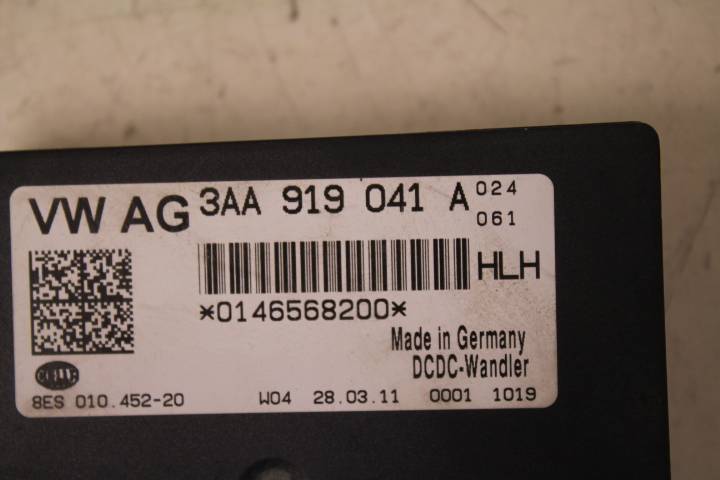 VW AG 3AA 919 041 A 024
061
HLH
*0146568200*
Made in Germany
DCDC-Wandler
HELLA
8ES 010.452-20 W04 28.03.11 0001 1019